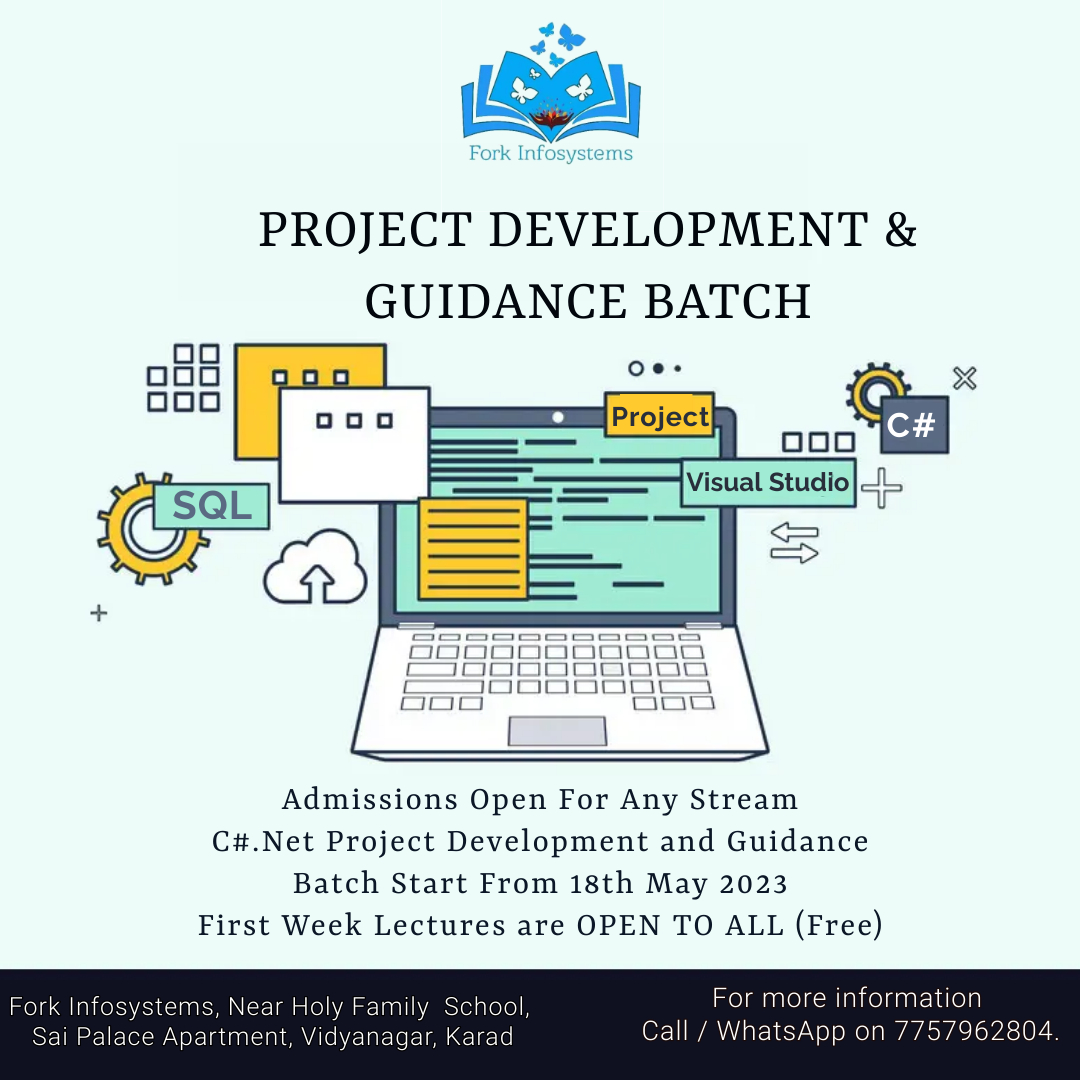 Fork Infosystems
PROJECT DEVELOPMENT &
GUIDANCE BATCH
Project
C#
Visual Studio
SQL
Admissions Open For Any Stream
C#.Net Project Development and Guidance
Batch Start From 18th May 2023
First Week Lectures are OPEN TO ALL (Free)
Fork Infosystems, Near Holy Family School,
Sai Palace Apartment, Vidyanagar, Karad
For more information
Call / WhatsApp on 7757962804.